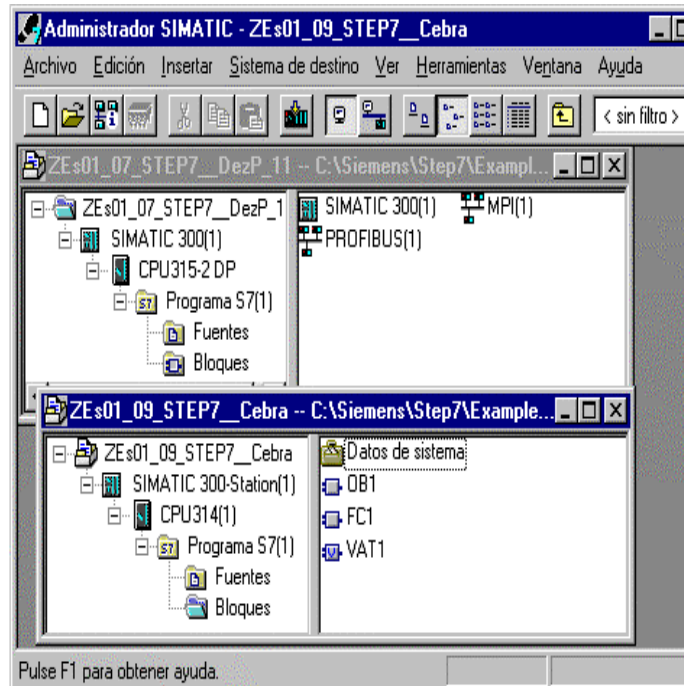 Administrador SIMATIC - ZEs01_09_STEP7__Cebra
Archivo Edición Insertar Sistema de destino Ver Herramientas Ventana Ayuda
< sin filtro >
ZEs01_07_STEP7__DezP_11 -- C:\Siemens\Step7\Exampl...
ZEs01_07_STEP7__DezP_1
SIMATIC 300(1)
CPU315-2 DP
Programa S7(1)
Fuentes
Bloques
SIMATIC 300(1) MPI(1)
PROFIBUS(1)
ZEs01_09_STEP7__Cebra -- C:\Siemens\Step7\Example...
ZEs01_09_STEP7__Cebra
SIMATIC 300-Station(1)
CPU314(1)
Programa S7(1)
Fuentes
Bloques
Datos de sistema
OB1
FC1
VAT1
Pulse F1 para obtener ayuda.